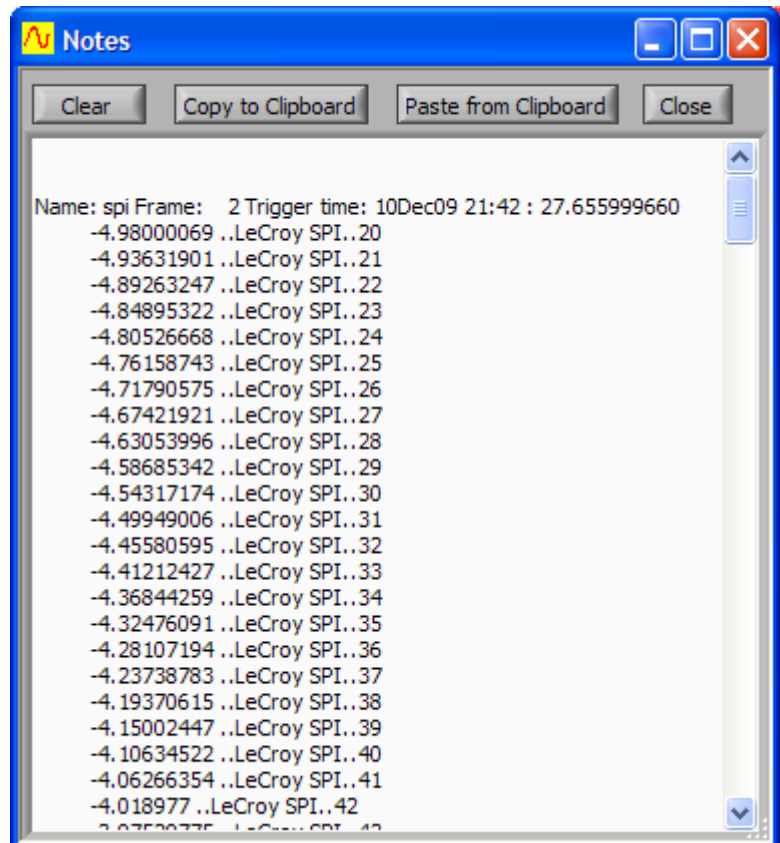 Notes
Clear Copy to Clipboard Paste from Clipboard Close
Name: spi Frame: 2 Trigger time: 10Dec09 21:42 : 27.655999660
-4.98000069 ..LeCroy SPI..20
-4.93631901 ..LeCroy SPI..21
-4.89263247 ..LeCroy SPI..22
-4.84895322 ..LeCroy SPI..23
-4.80526668 ..LeCroy SPI..24
-4.76158743 ..LeCroy SPI..25
-4.71790575 ..LeCroy SPI..26
-4.67421921 ..LeCroy SPI..27
-4.63053996 ..LeCroy SPI..28
-4.58685342 ..LeCroy SPI..29
-4.54317174 ..LeCroy SPI..30
-4.49949006 ..LeCroy SPI..31
-4.45580595 ..LeCroy SPI..32
-4.41212427 ..LeCroy SPI..33
-4.36844259 ..LeCroy SPI..34
-4.32476091 ..LeCroy SPI..35
-4.28107194 ..LeCroy SPI..36
-4.23738783 ..LeCroy SPI..37
-4.19370615 ..LeCroy SPI..38
-4.15002447 ..LeCroy SPI..39
-4.10634522 ..LeCroy SPI..40
-4.06266354 ..LeCroy SPI..41
-4.018977 ..LeCroy SPI..42